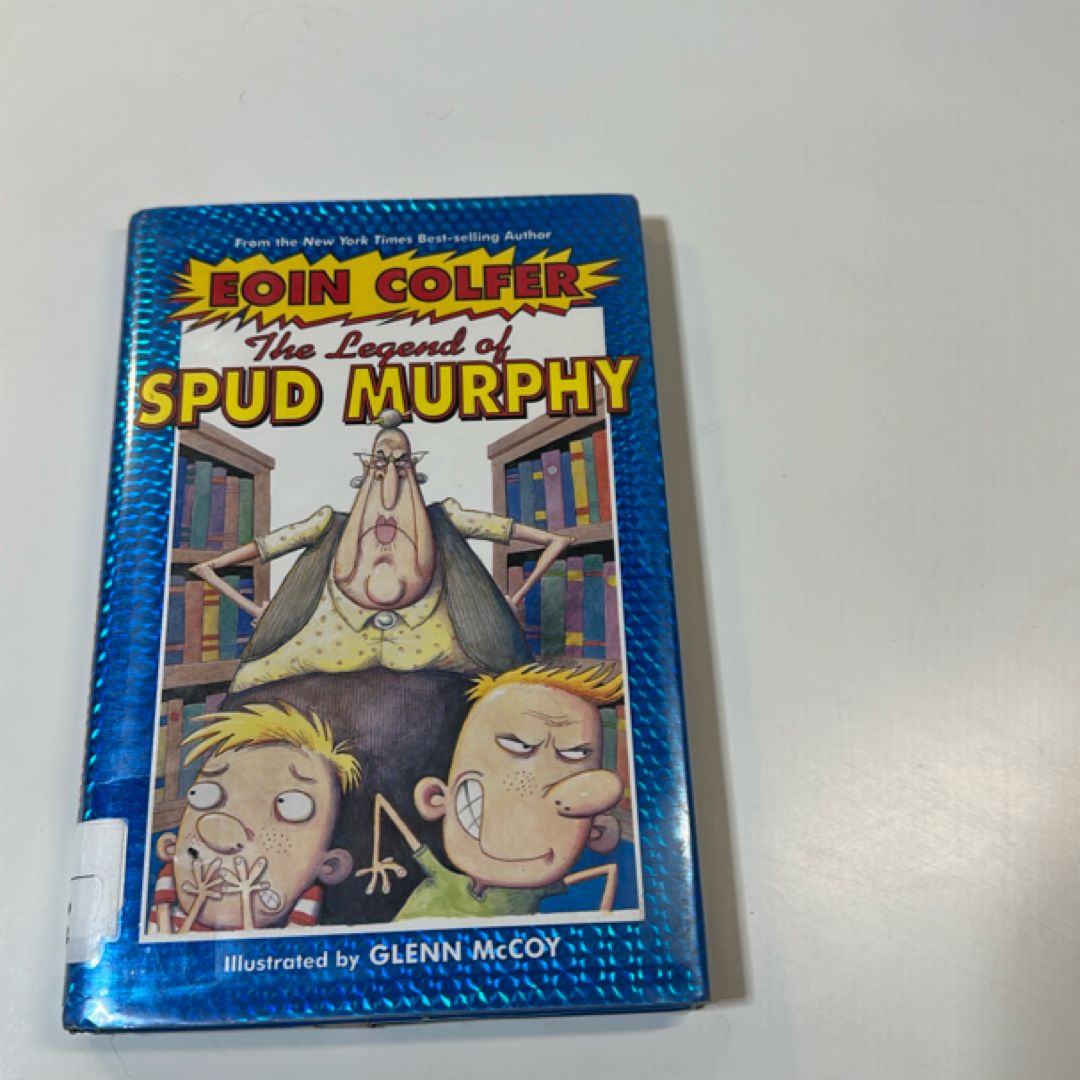 From the New York Times Best-selling Author
EOIN COLFER
The Legend of
SPUD MURPHY
Illustrated by GLENN McCOY